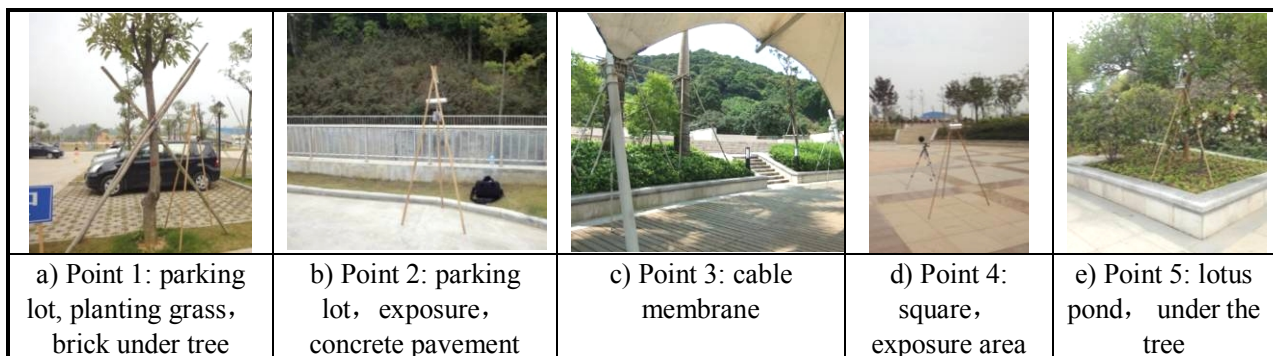 a) Point 1: parking
lot, planting grass，
brick under tree
b) Point 2: parking
lot，exposure，
concrete pavement
c) Point 3: cable
membrane
d) Point 4:
square，
exposure area
e) Point 5: lotus
pond， under the
tree